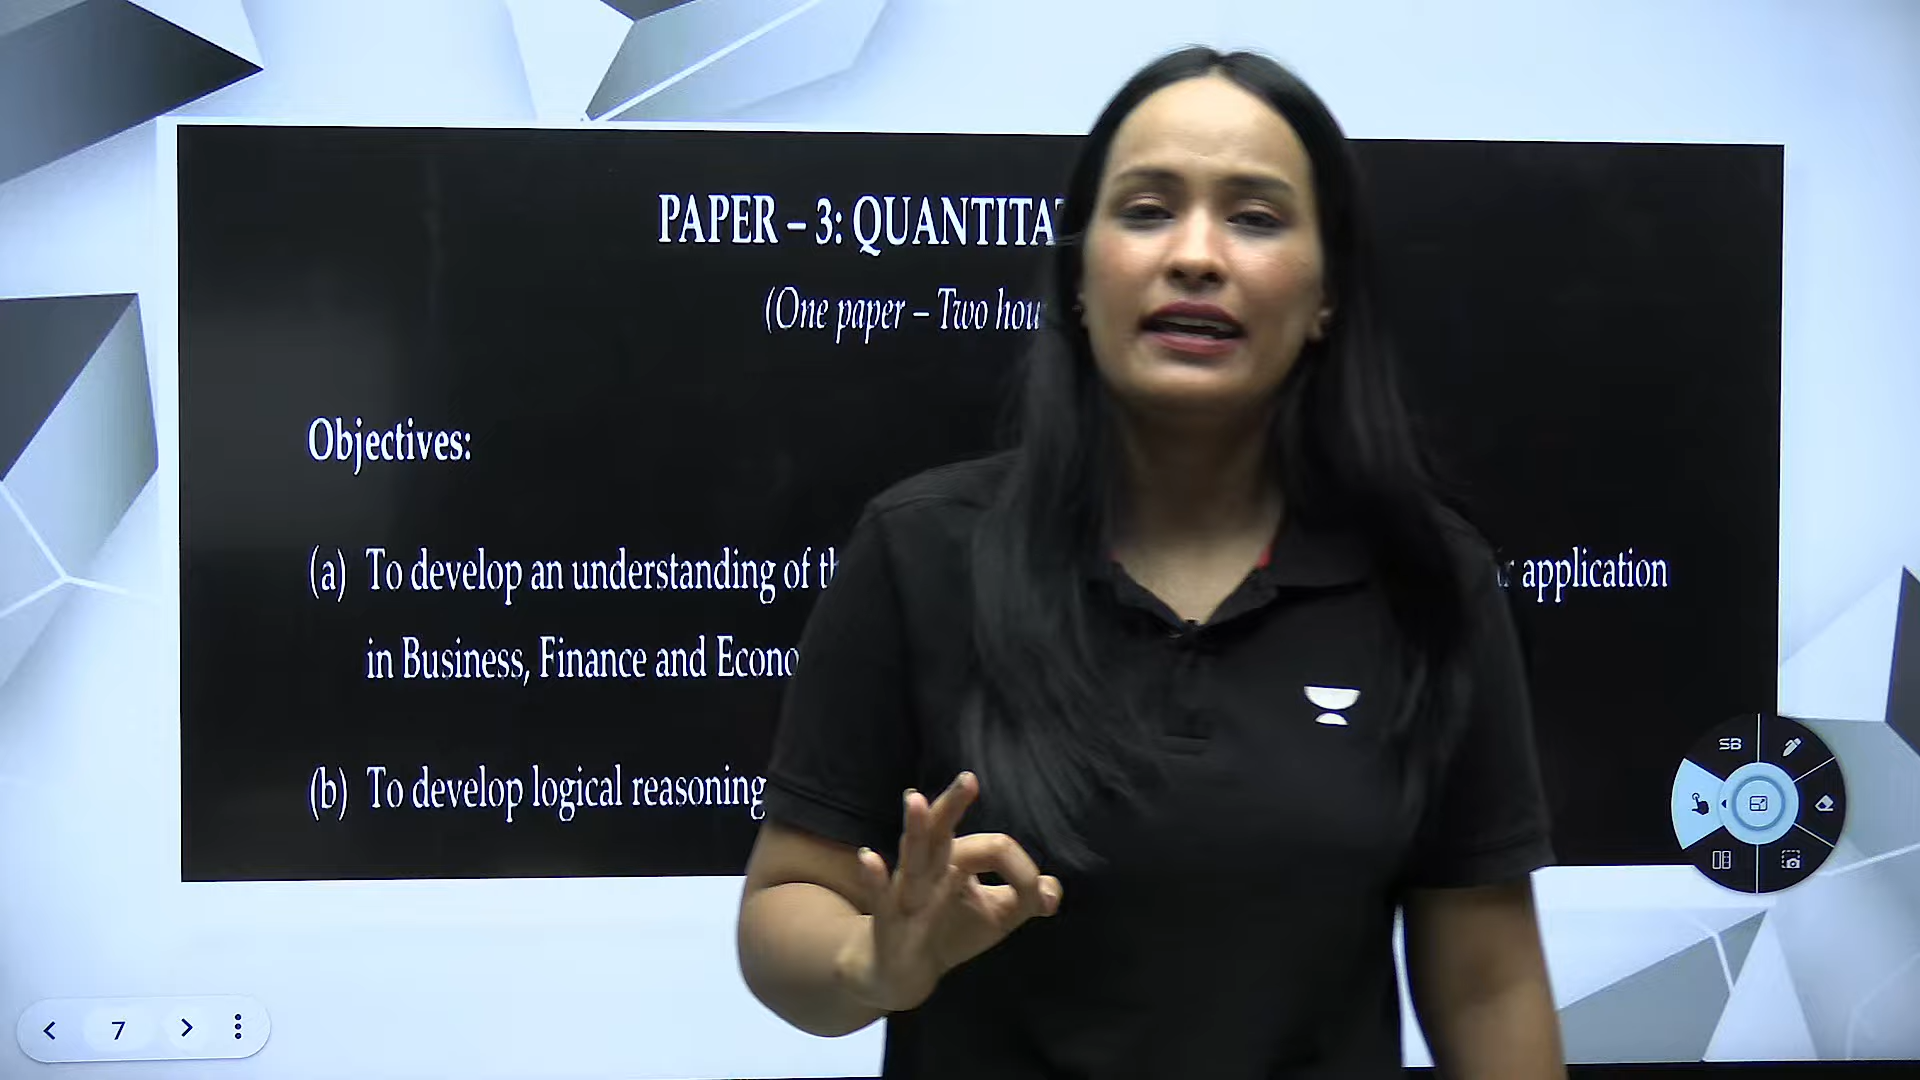 PAPER – 3: QUANTITAT
(One paper – Two hou
Objectives:
(a) To develop an understanding of th application
in Business, Finance and Econo
(b) To develop logical reasoning
SB
7